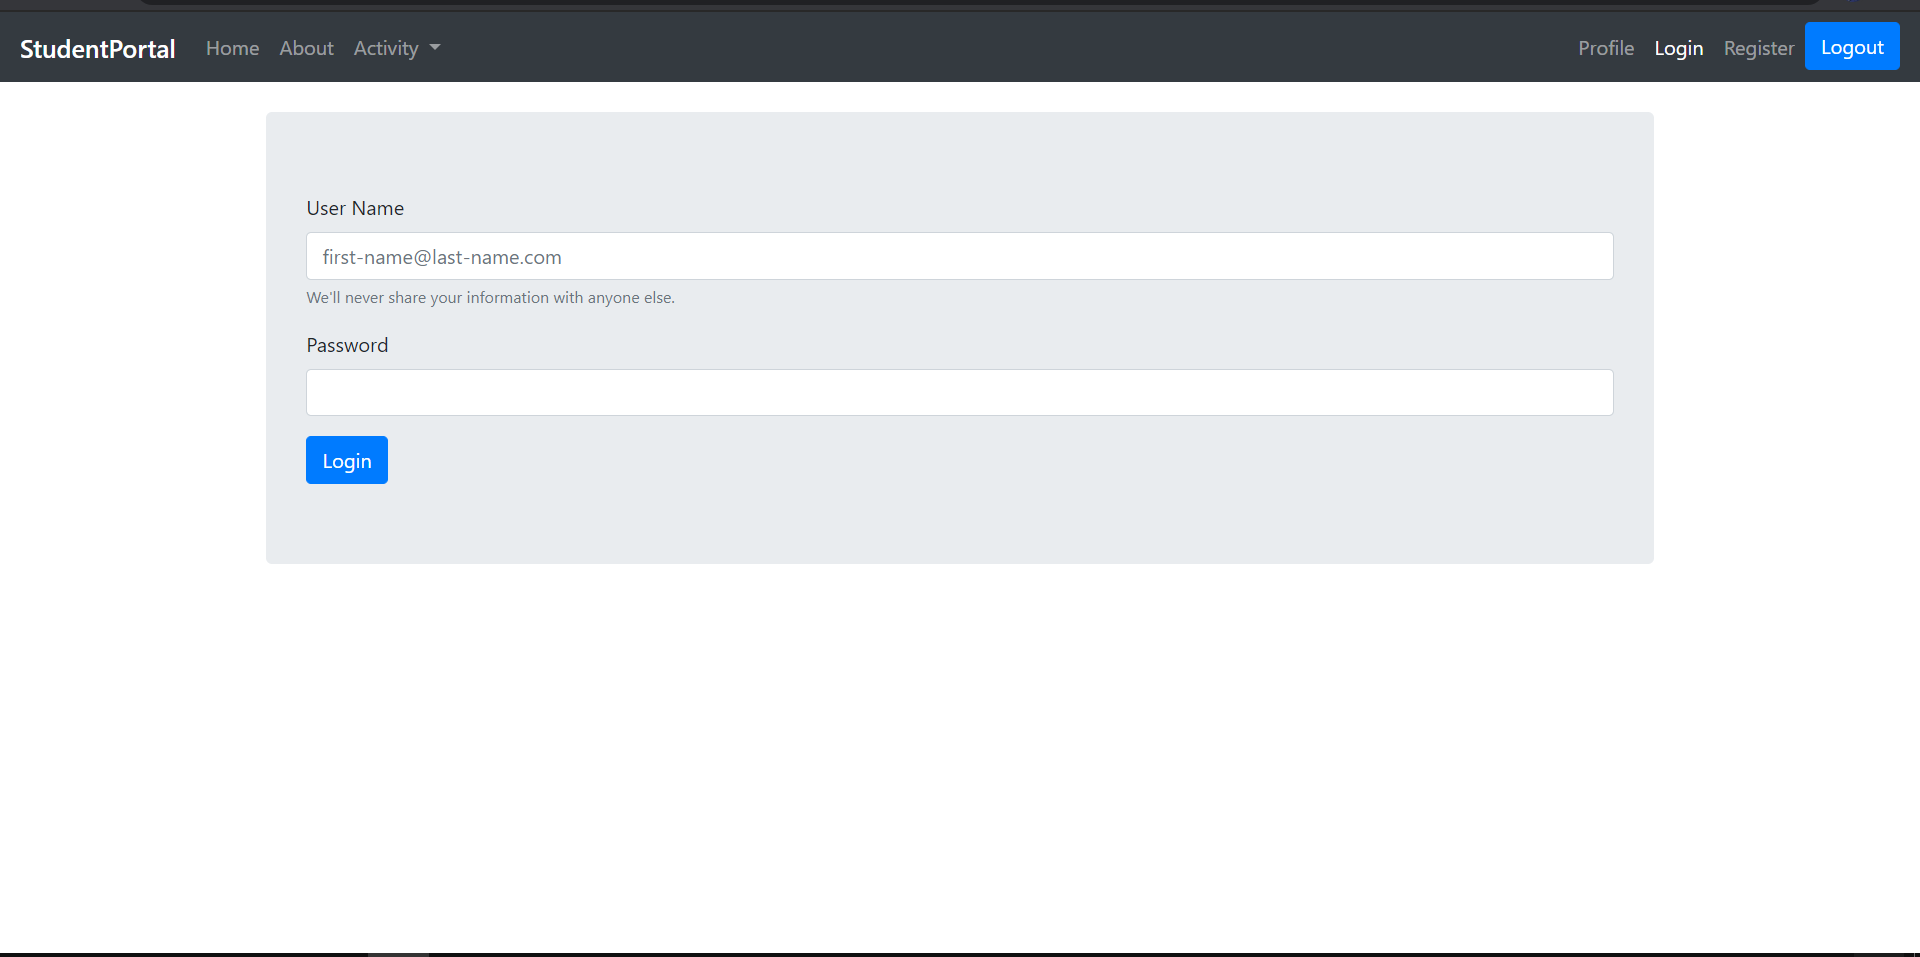 StudentPortal Home About Activity Profile Login Register Logout
User Name
first-name@last-name.com
We'll never share your information with anyone else.
Password
Login